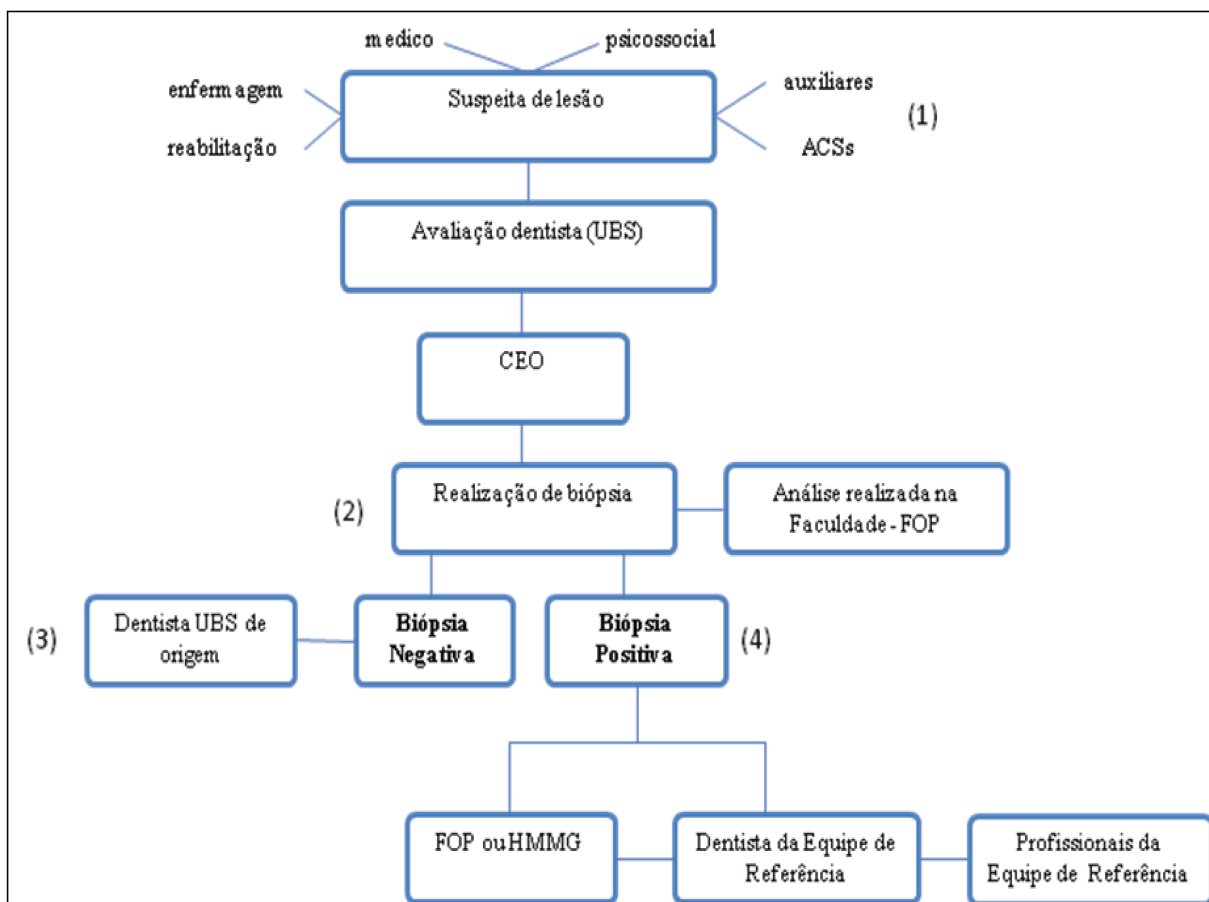 medico
psicossocial
enfermagem
Suspeita de lesão
auxiliares
(1)
reabilitação
ACSs
Avaliação dentista (UBS)
CEO
(2)
Realização de biópsia
Análise realizada na
Faculdade - FOP
(3)
Dentista UBS de
origem
Biópsia
Negativa
Biópsia
Positiva
(4)
FOP ou HMMG
Dentista da Equipe de
Referência
Profissionais da
Equipe de Referência